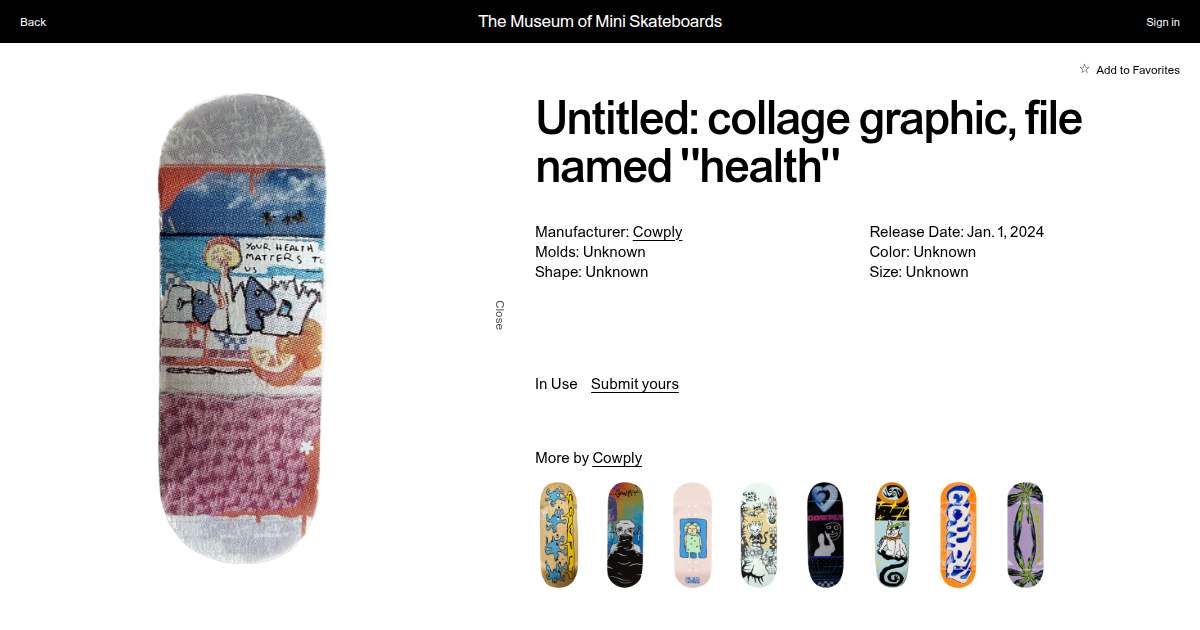 Back
The Museum of Mini Skateboards
Sign in
☆ Add to Favorites
Untitled: collage graphic, file
named "health"
Manufacturer: Cowply
Release Date: Jan. 1, 2024
Molds: Unknown
Color: Unknown
Shape: Unknown
Size: Unknown
YOUR HEALTH
MATTERS TO
US
COWPLY
Close
In Use Submit yours
More by Cowply
COWPLY